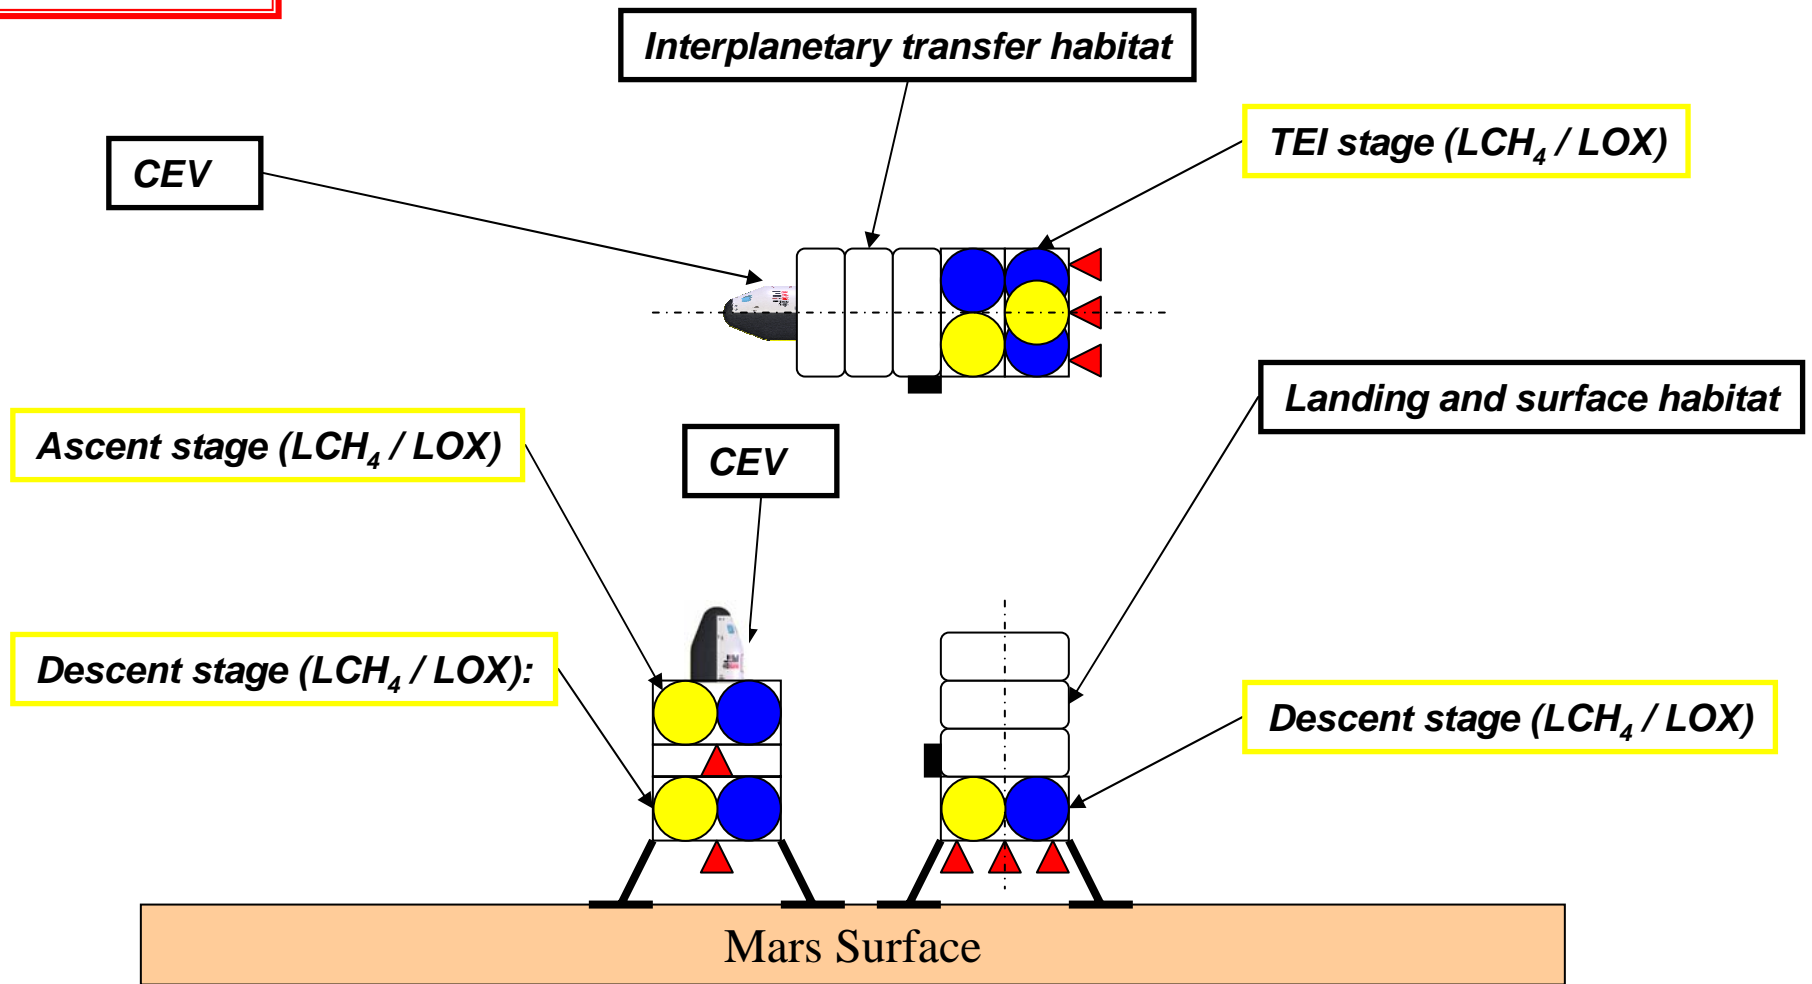 Interplanetary transfer habitat
TEI stage (LCH₄ / LOX)
CEV
Landing and surface habitat
Ascent stage (LCH₄ / LOX)
CEV
Descent stage (LCH₄ / LOX):
Descent stage (LCH₄ / LOX)
Mars Surface